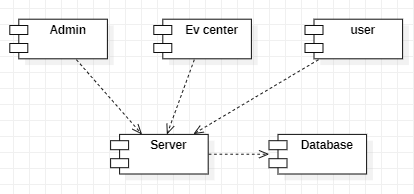 Admin
Ev center
user
Server
Database